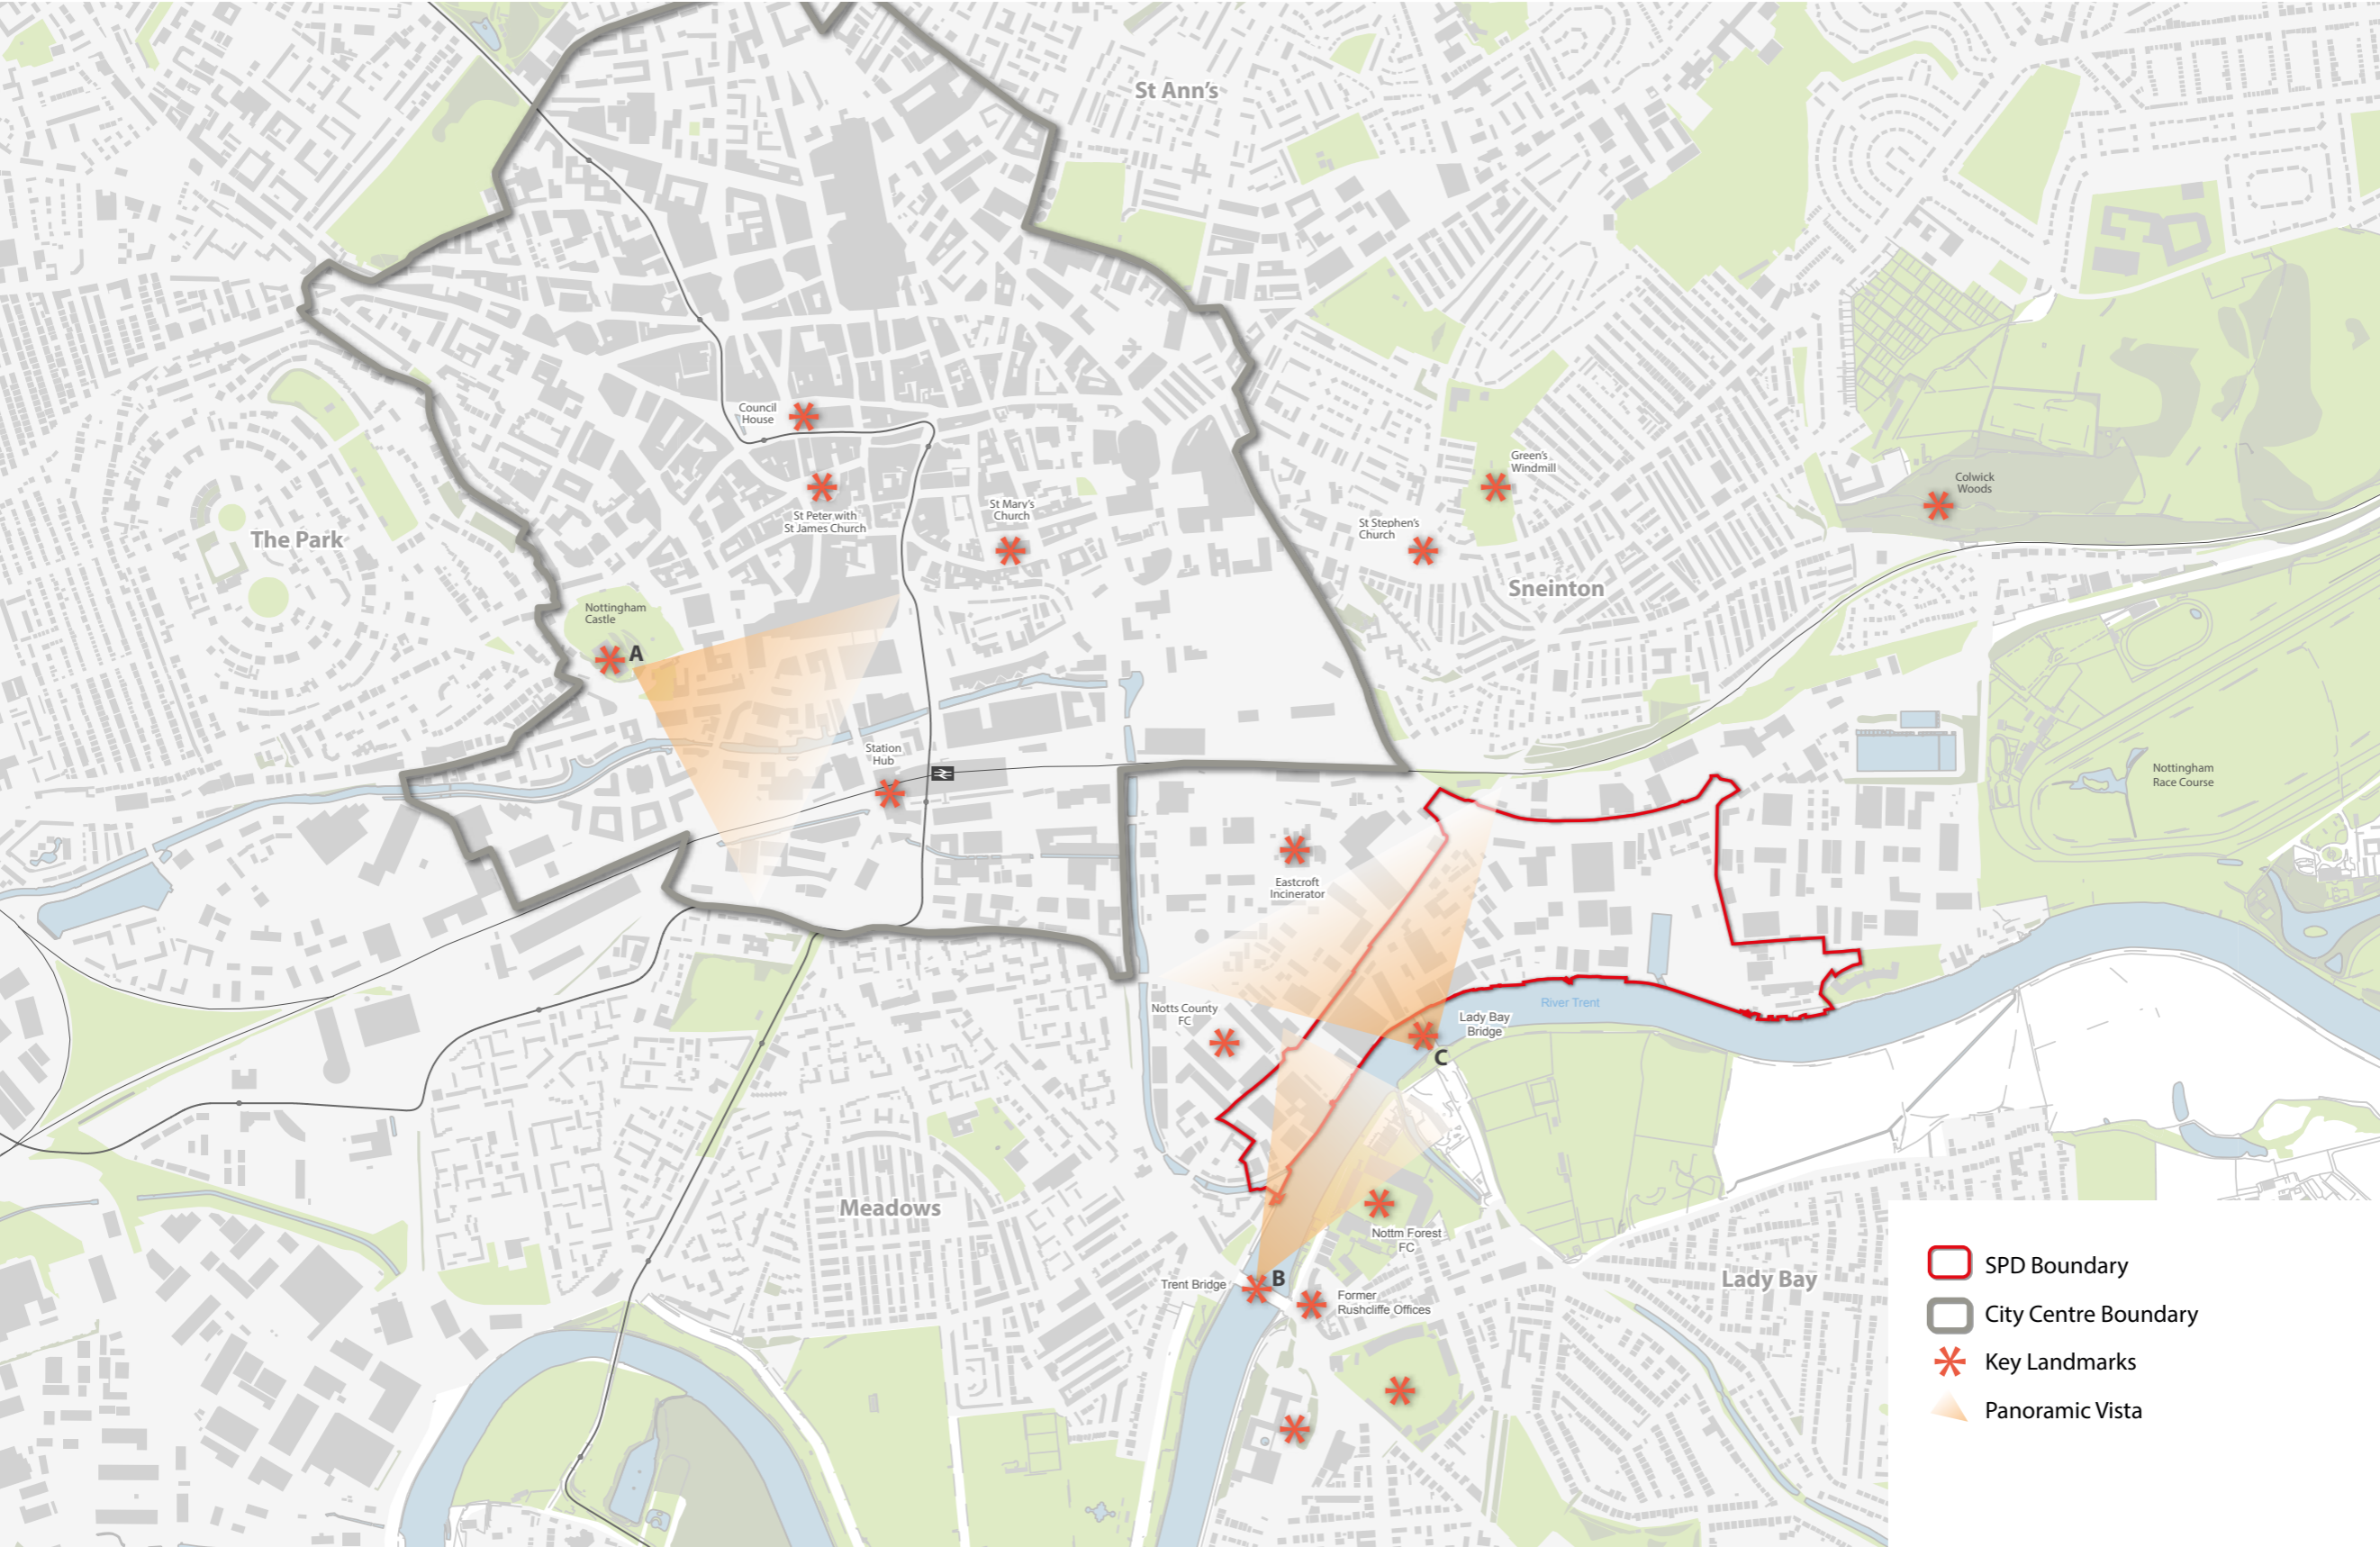 St Ann's
Council
House
Green's
Windmill
Colwick
Woods
St Peter with
St James Church
St Mary's
Church
St Stephen's
Church
The Park
Sneinton
Nottingham
Castle
A
Station
Hub
Nottingham
Race Course
Eastcroft
Incinerator
Notts County
FC
River Trent
Lady Bay
Bridge
C
Meadows
Nottm Forest
FC
Trent Bridge
B
Former
Rushcliffe Offices
Lady Bay
SPD Boundary
City Centre Boundary
Key Landmarks
Panoramic Vista